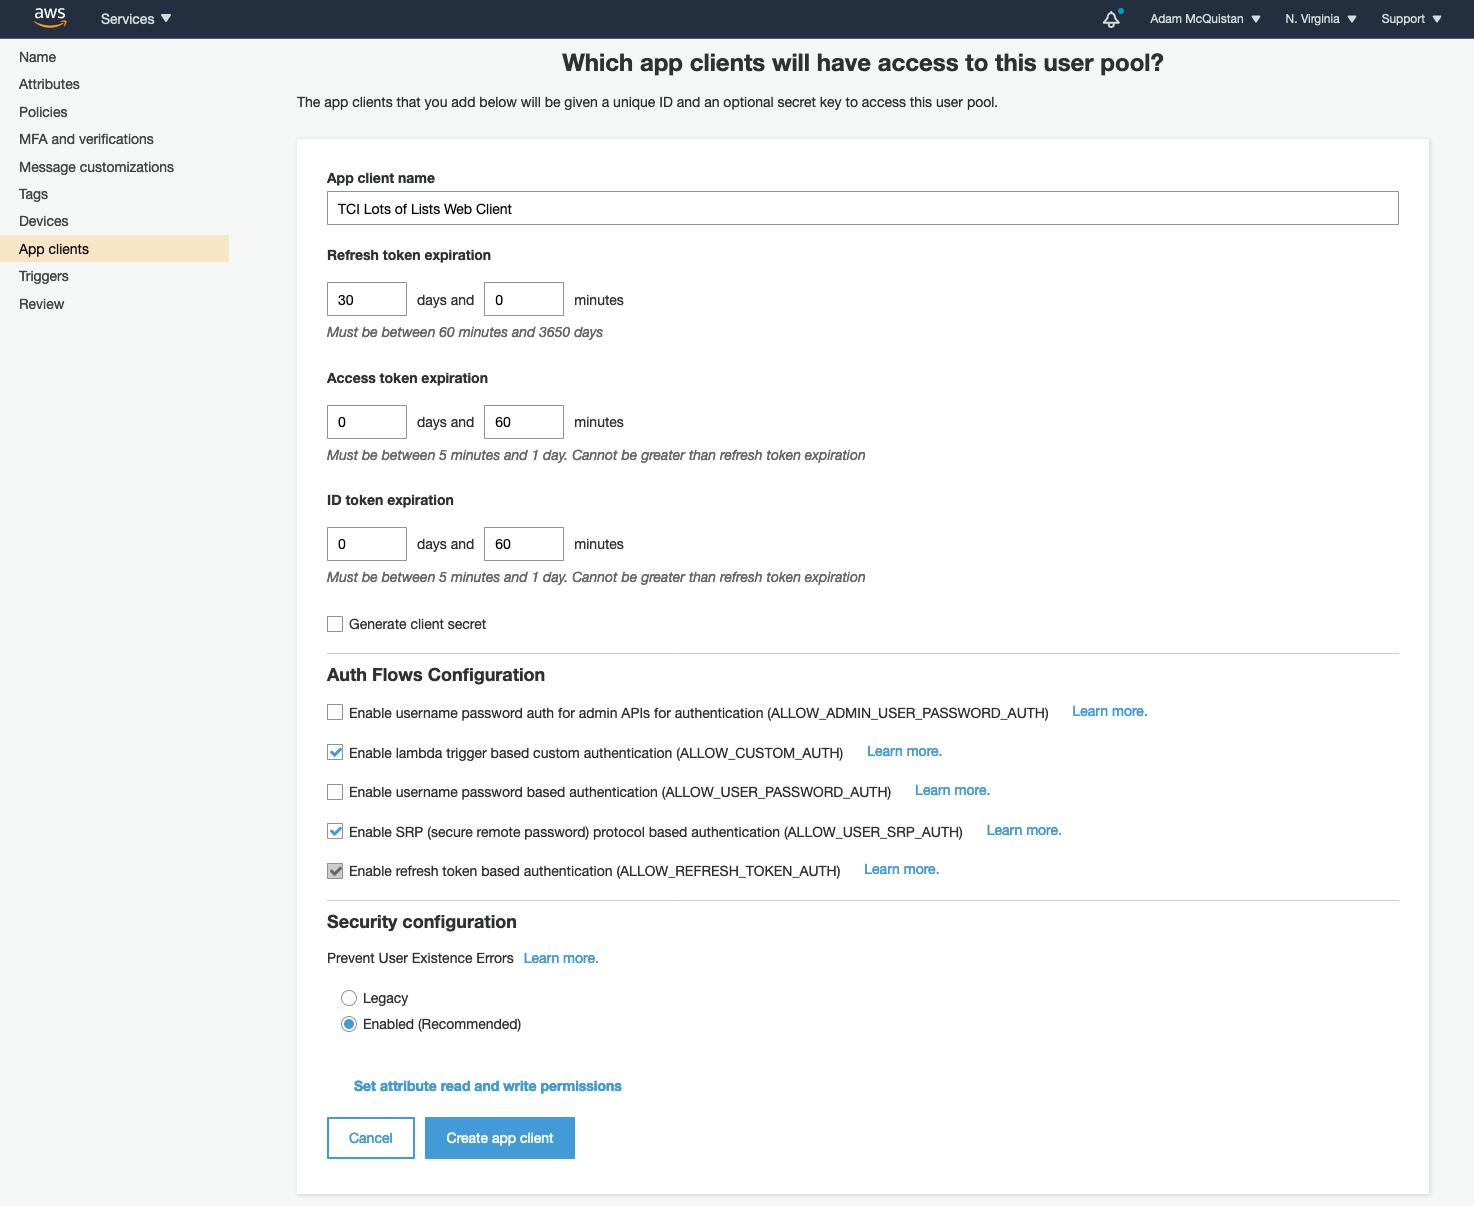 aws Services Adam McQuistan N. Virginia Support
Name
Attributes
Policies
MFA and verifications
Message customizations
Tags
Devices
App clients
Triggers
Review
Which app clients will have access to this user pool?
The app clients that you add below will be given a unique ID and an optional secret key to access this user pool.
App client name
TCI Lots of Lists Web Client
Refresh token expiration
30 days and 0 minutes
Must be between 60 minutes and 3650 days
Access token expiration
0 days and 60 minutes
Must be between 5 minutes and 1 day. Cannot be greater than refresh token expiration
ID token expiration
0 days and 60 minutes
Must be between 5 minutes and 1 day. Cannot be greater than refresh token expiration
Generate client secret
Auth Flows Configuration
Enable username password auth for admin APIs for authentication (ALLOW_ADMIN_USER_PASSWORD_AUTH) Learn more.
Enable lambda trigger based custom authentication (ALLOW_CUSTOM_AUTH) Learn more.
Enable username password based authentication (ALLOW_USER_PASSWORD_AUTH) Learn more.
Enable SRP (secure remote password) protocol based authentication (ALLOW_USER_SRP_AUTH) Learn more.
Enable refresh token based authentication (ALLOW_REFRESH_TOKEN_AUTH) Learn more.
Security configuration
Prevent User Existence Errors Learn more.
Legacy
Enabled (Recommended)
Set attribute read and write permissions
Cancel Create app client